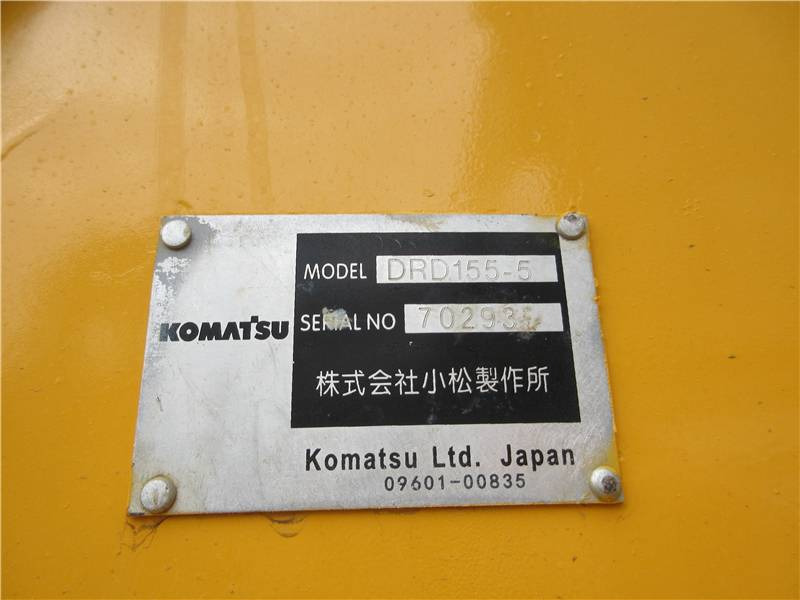 MODEL DRD155-5
KOMATSU
SERIAL NO
株式会社小松製作所
Komatsu Ltd. Japan
09601-00835